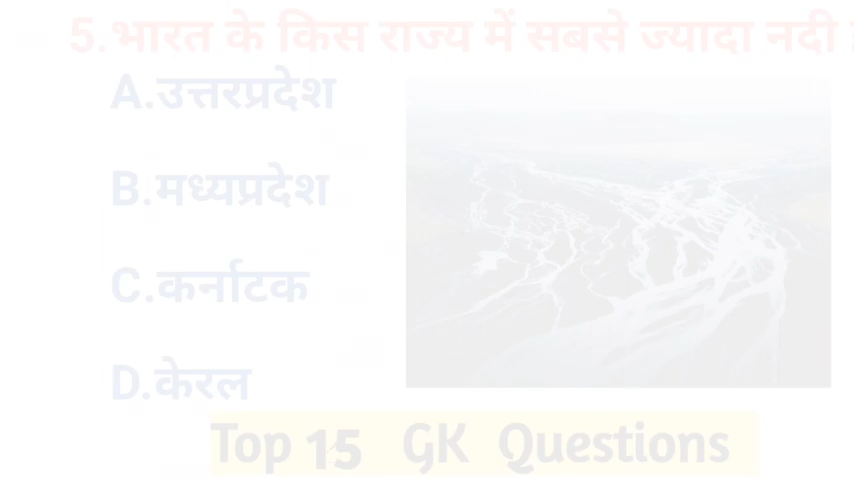 5.भारत के किस राज्य में सबसे ज्यादा नदी
A.उत्तरप्रदेश
B.मध्यप्रदेश
C.कर्नाटक
D.केरल
Top 15 GK Questions